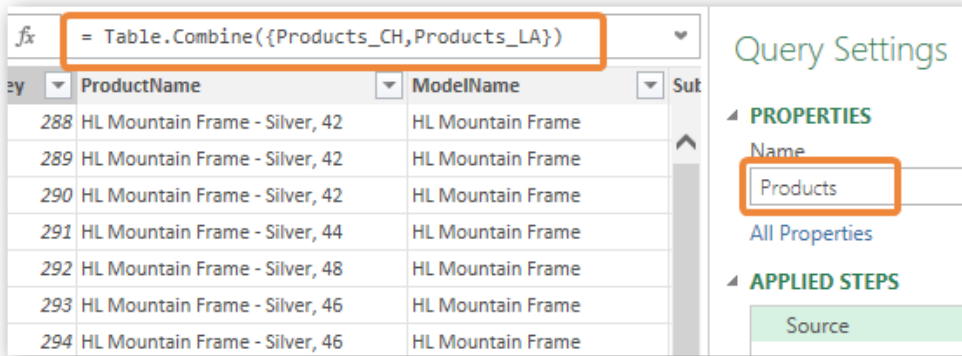 fx = Table.Combine({Products_CH,Products_LA})
ey ProductName ModelName Sub
288 HL Mountain Frame - Silver, 42 HL Mountain Frame
289 HL Mountain Frame - Silver, 42 HL Mountain Frame
290 HL Mountain Frame - Silver, 42 HL Mountain Frame
291 HL Mountain Frame - Silver, 44 HL Mountain Frame
292 HL Mountain Frame - Silver, 48 HL Mountain Frame
293 HL Mountain Frame - Silver, 46 HL Mountain Frame
294 HL Mountain Frame - Silver, 46 HL Mountain Frame
Query Settings
PROPERTIES
Name
Products
All Properties
APPLIED STEPS
Source